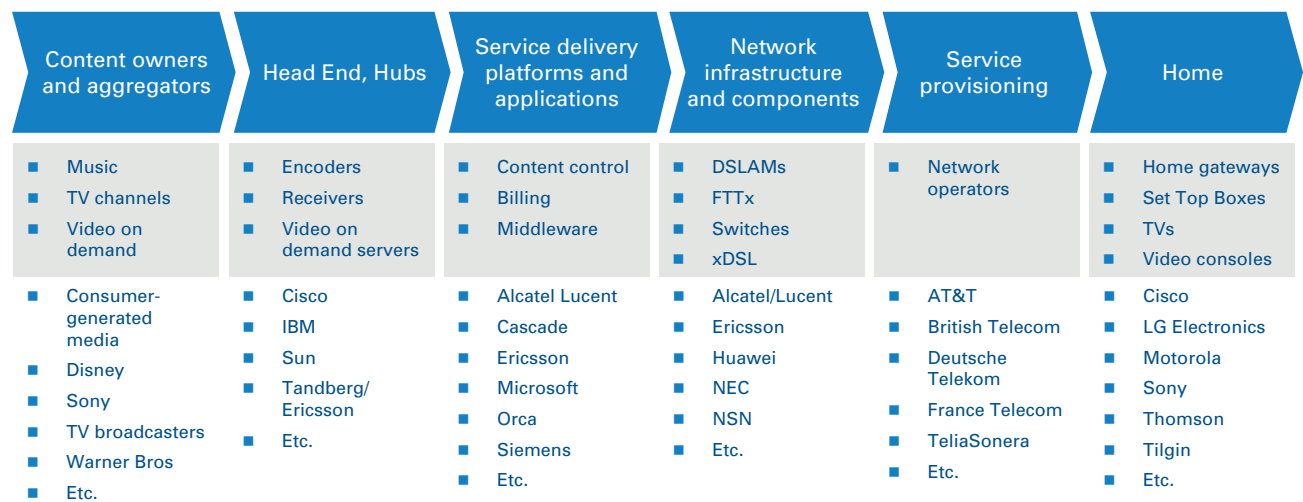 Content owners
and aggregators
Head End, Hubs
Service delivery
platforms and
applications
Network
infrastructure
and components
Service
provisioning
Home
Music
TV channels
Video on
demand
Encoders
Receivers
Video on
demand servers
Content control
Billing
Middleware
DSLAMs
FTTx
Switches
xDSL
Network
operators
Home gateways
Set Top Boxes
TVs
Video consoles
Consumer-
generated
media
Disney
Sony
TV broadcasters
Warner Bros
Etc.
Cisco
IBM
Sun
Tandberg/
Ericsson
Etc.
Alcatel Lucent
Cascade
Ericsson
Microsoft
Orca
Siemens
Etc.
Alcatel/Lucent
Ericsson
Huawei
NEC
NSN
Etc.
AT&T
British Telecom
Deutsche
Telekom
France Telecom
TeliaSonera
Etc.
Cisco
LG Electronics
Motorola
Sony
Thomson
Tilgin
Etc.